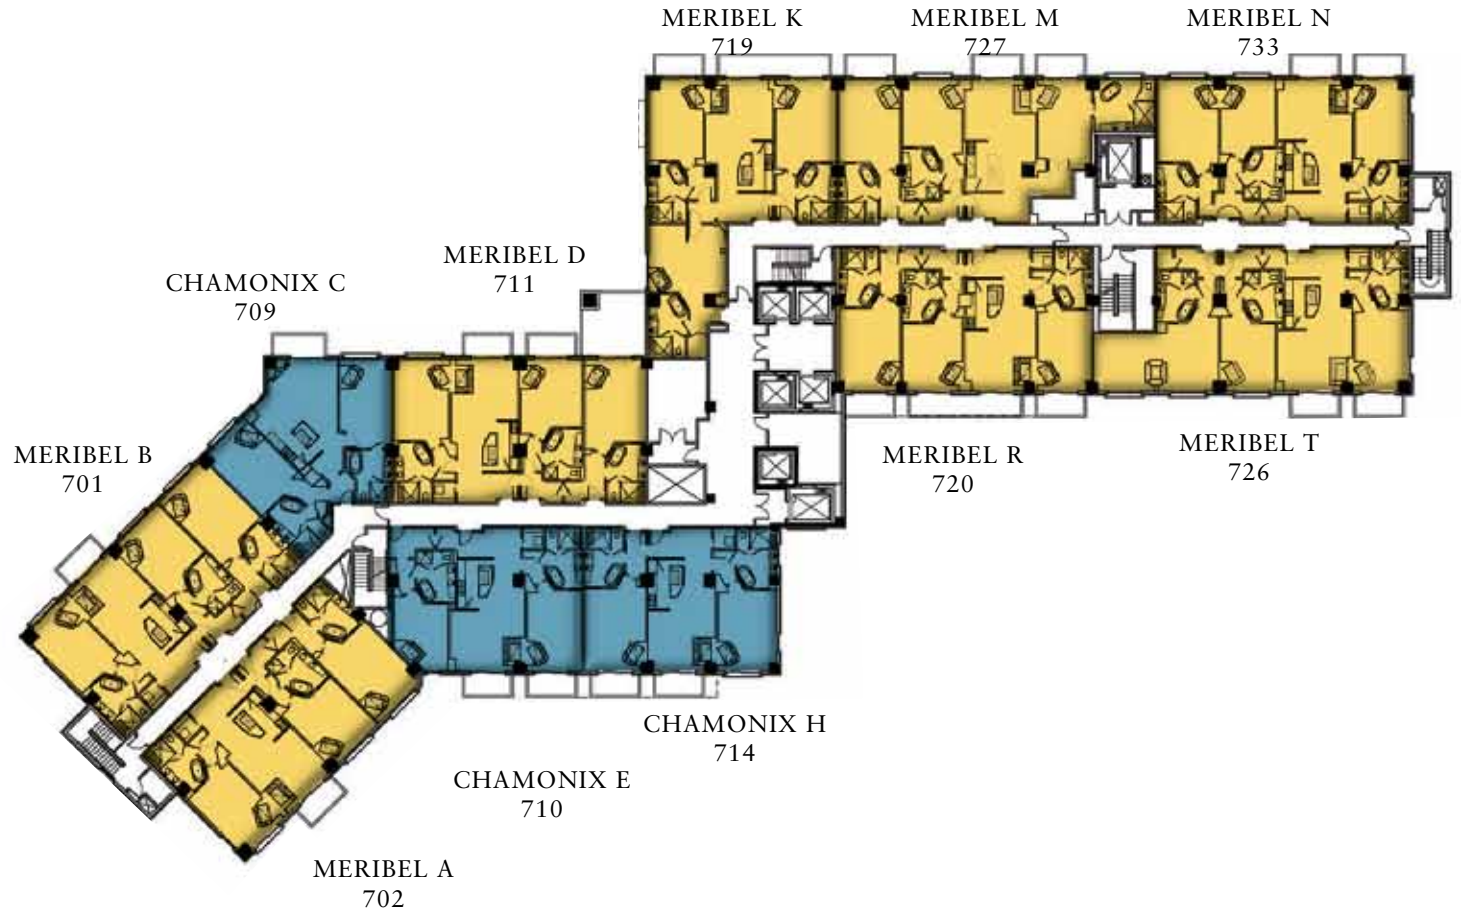 MERIBEL K
719
MERIBEL M
727
MERIBEL N
733
MERIBEL D
711
CHAMONIX C
709
MERIBEL B
701
MERIBEL R
720
MERIBEL T
726
CHAMONIX H
714
CHAMONIX E
710
MERIBEL A
702